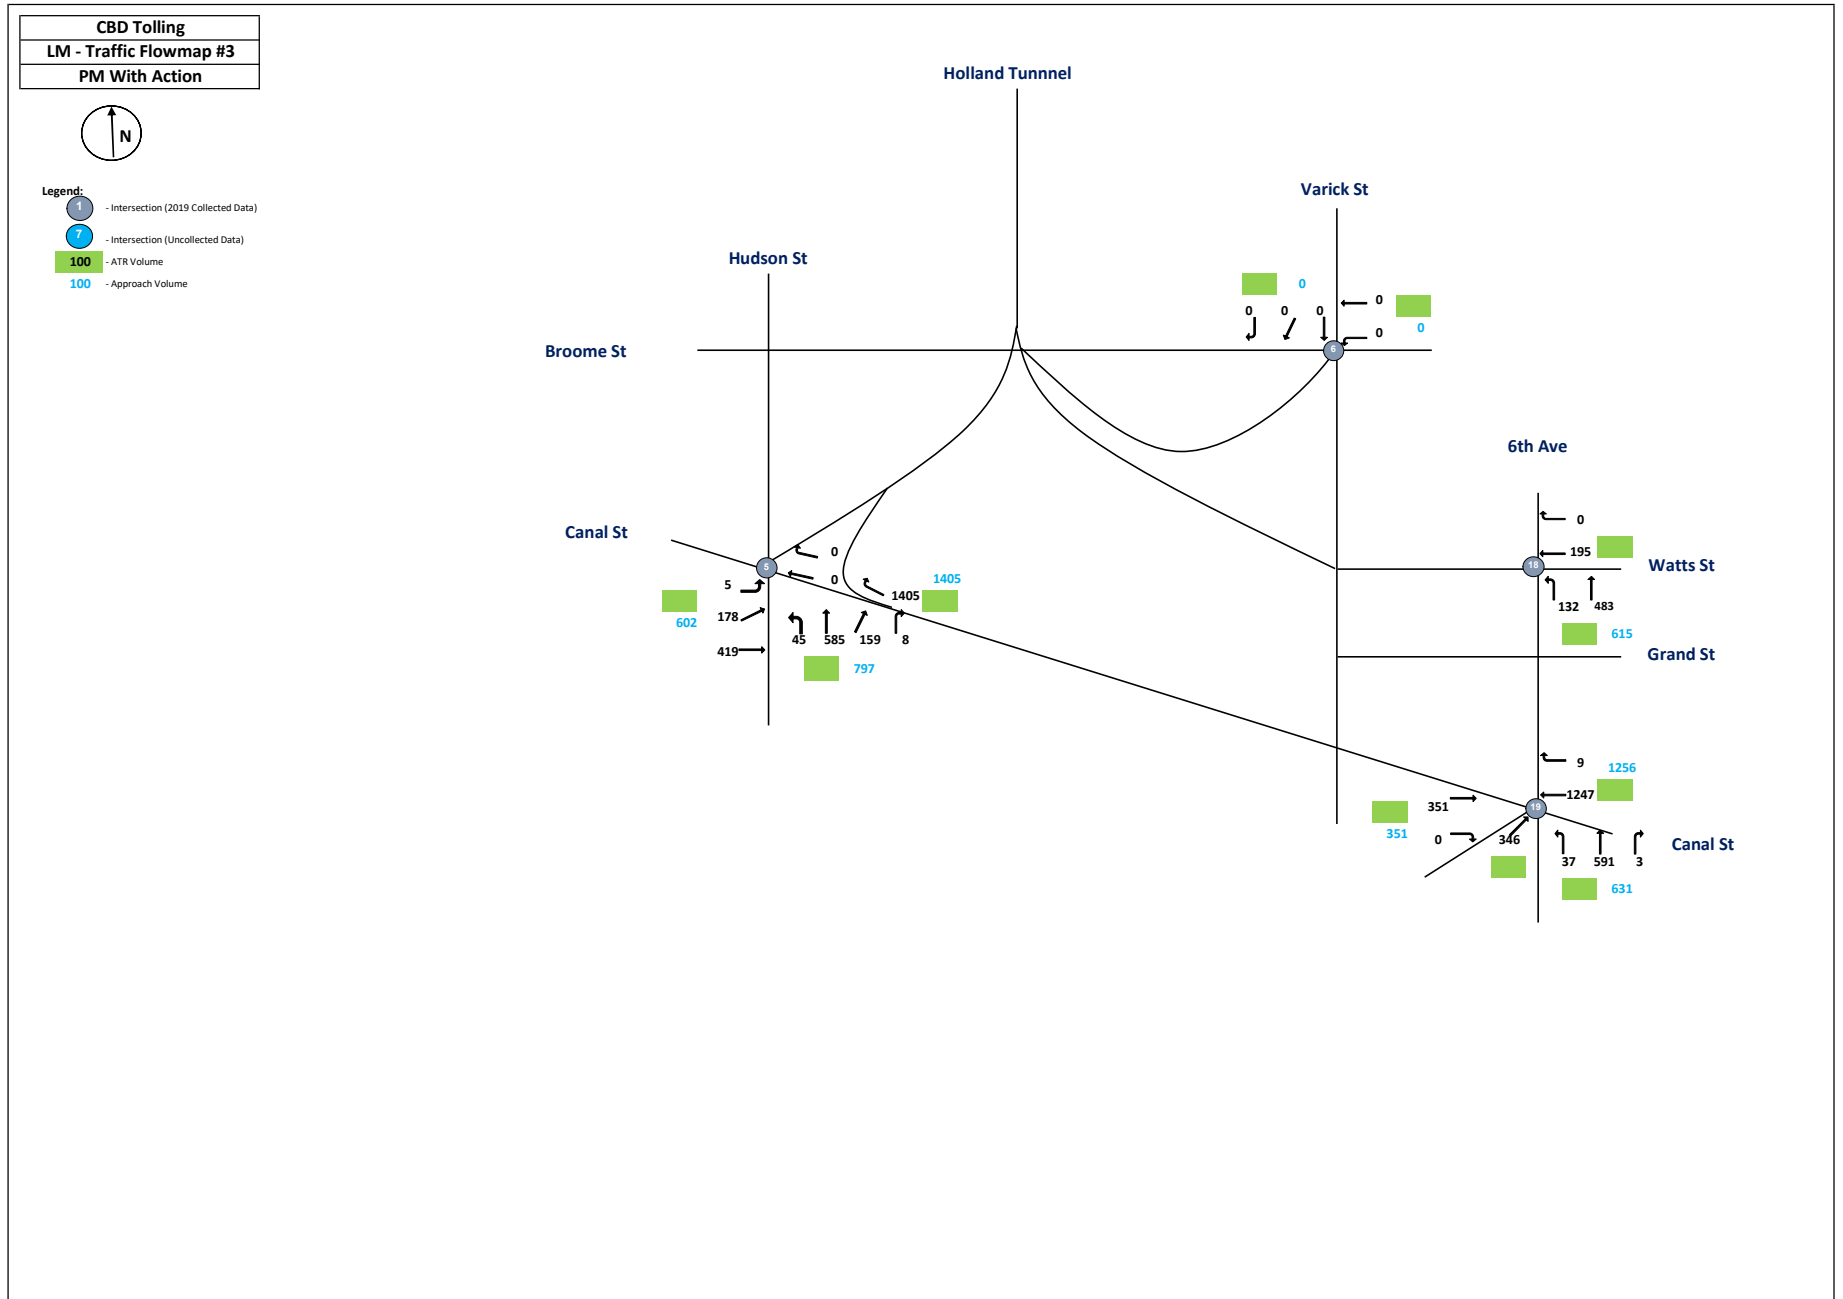 CBD Tolling
LM - Traffic Flowmap #3
PM With Action
N
Legend:
1 - Intersection (2019 Collected Data)
7 - Intersection (Uncollected Data)
100 - ATR Volume
100 - Approach Volume
Holland Tunnnel
Varick St
Hudson St
0
0 0 0 0
0
0
Broome St
6
6th Ave
0
195
Canal St
0
0
5
18
Watts St
1405
1405
5
178
602
419
45 585 159 8
797
132 483
615
Grand St
9 1256
1247
351
351
0
346
19
37 591 3
Canal St
631